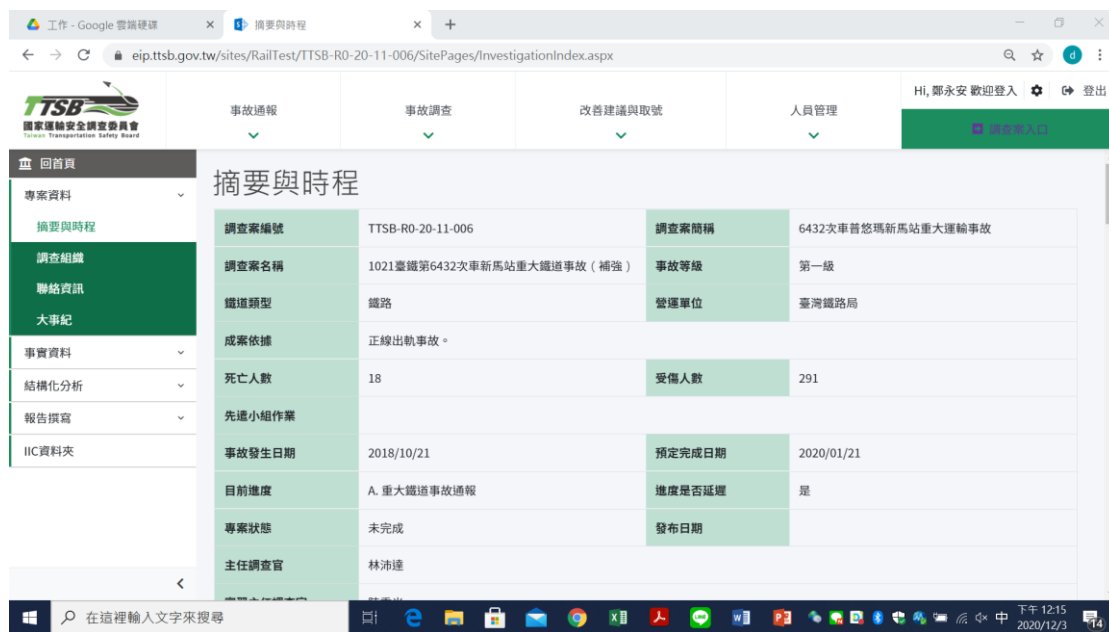 工作 - Google 雲端硬碟
摘要與時程
eip.ttsb.gov.tw/sites/RailTest/TTSB-R0-20-11-006/SitePages/InvestigationIndex.aspx
d
TTSB
國家運輸安全調查委員會
Taiwan Transportation Safety Board
事故通報
事故調查
改善建議與取號
人員管理
Hi, 鄭永安 歡迎登入
登出
調查案入口
回首頁
專案資料
摘要與時程
調查組織
聯絡資訊
大事紀
事實資料
結構化分析
報告撰寫
IIC資料夾
摘要與時程
調查案編號 TTSB-R0-20-11-006 調查案簡稱 6432次車普悠瑪新馬站重大運輸事故
調查案名稱 1021臺鐵第6432次車新馬站重大鐵道事故（補強） 事故等級 第一級
鐵道類型 鐵路 營運單位 臺灣鐵路局
成案依據 正線出軌事故。
死亡人數 18 受傷人數 291
先遣小組作業
事故發生日期 2018/10/21 預定完成日期 2020/01/21
目前進度 A. 重大鐵道事故通報 進度是否延遲 是
專案狀態 未完成 發布日期
主任調查官 林沛達
在這裡輸入文字來搜尋
中
下午 12:15
2020/12/3
14